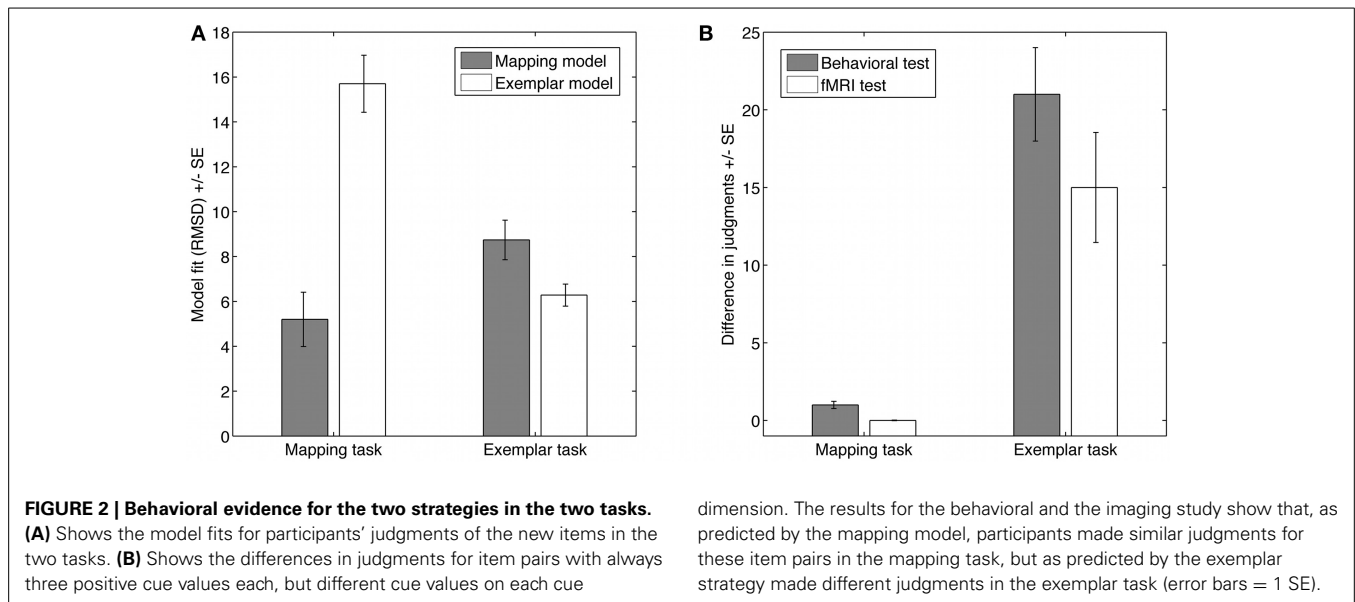 A
18
16
14
12
10
8
6
4
2
0
Model fit (RMSD) +/- SE
Mapping model
Exemplar model
Mapping task
Exemplar task
B
25
20
15
10
5
0
Difference in judgments +/- SE
Behavioral test
fMRI test
Mapping task
Exemplar task
FIGURE 2 | Behavioral evidence for the two strategies in the two tasks.
(A) Shows the model fits for participants’ judgments of the new items in the
two tasks. (B) Shows the differences in judgments for item pairs with always
three positive cue values each, but different cue values on each cue
dimension. The results for the behavioral and the imaging study show that, as
predicted by the mapping model, participants made similar judgments for
these item pairs in the mapping task, but as predicted by the exemplar
strategy made different judgments in the exemplar task (error bars = 1 SE).